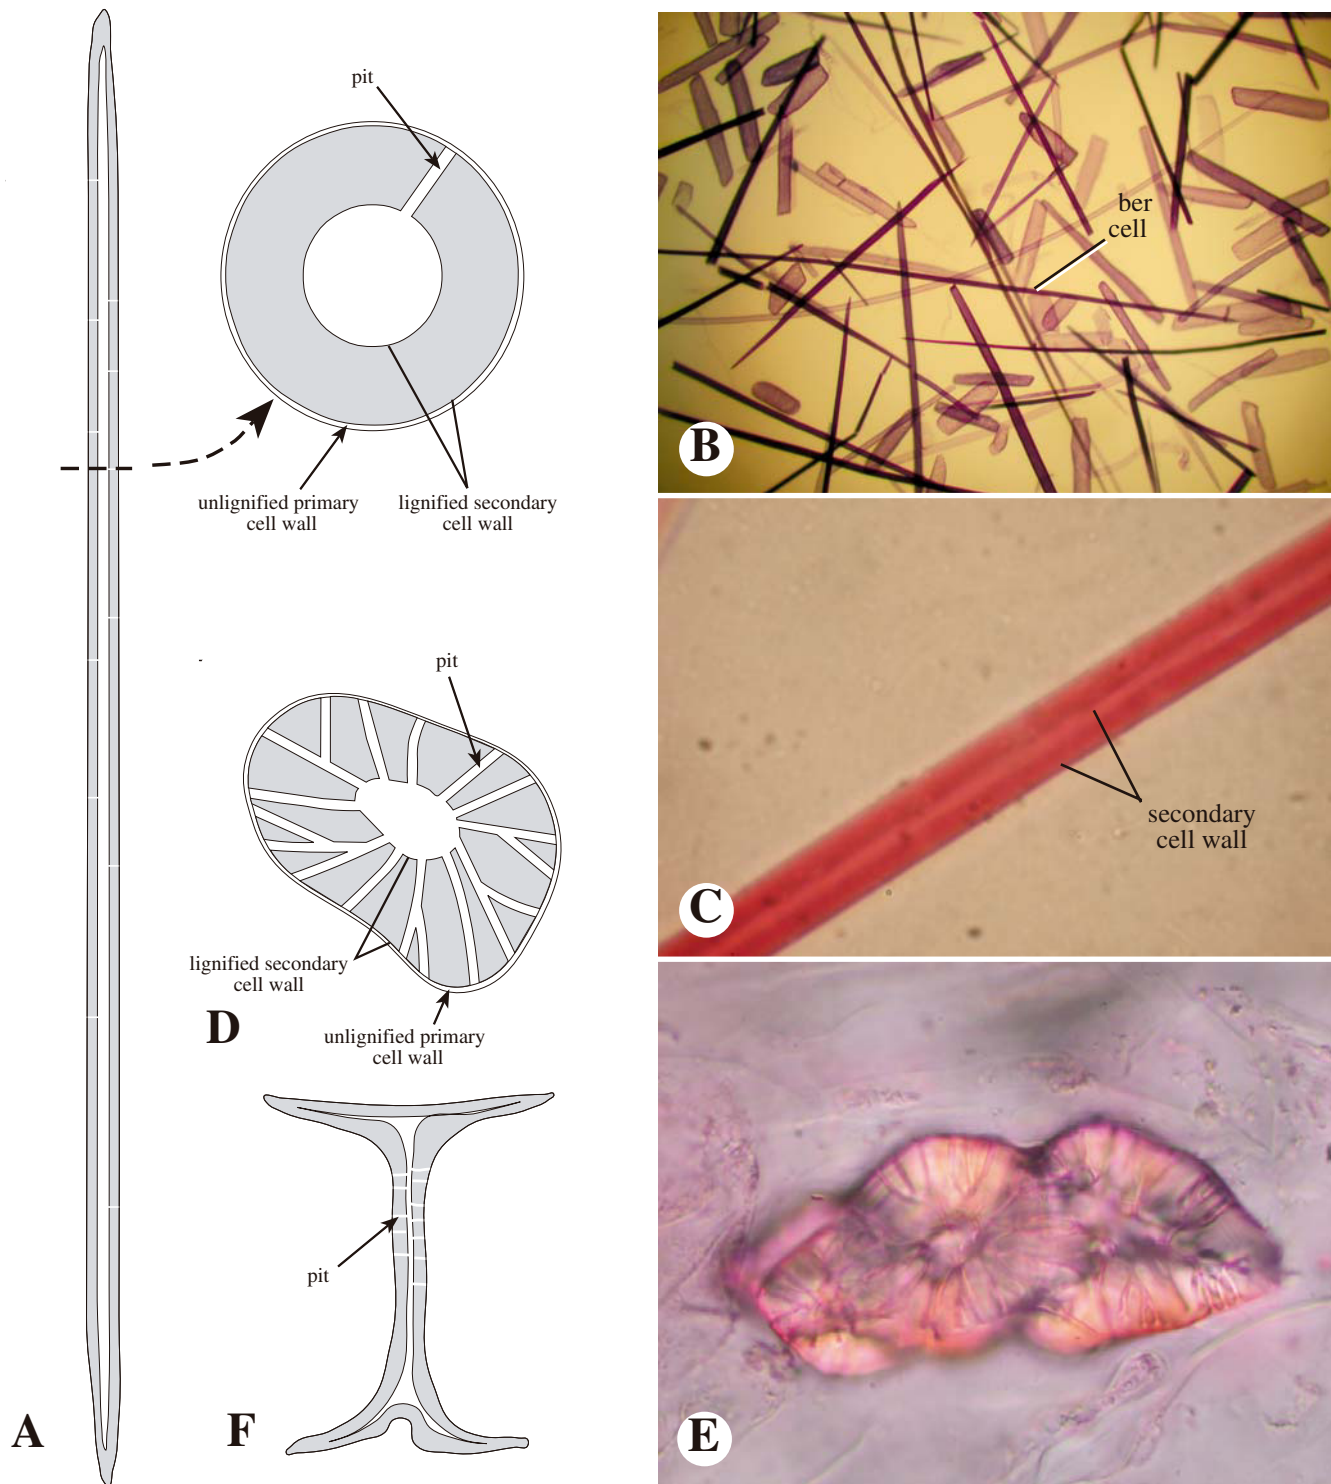 pit
unlignified primary
cell wall
lignified secondary
cell wall
A
ber
cell
B
secondary
cell wall
C
pit
lignified secondary
cell wall
unlignified primary
cell wall
D
pit
F
E